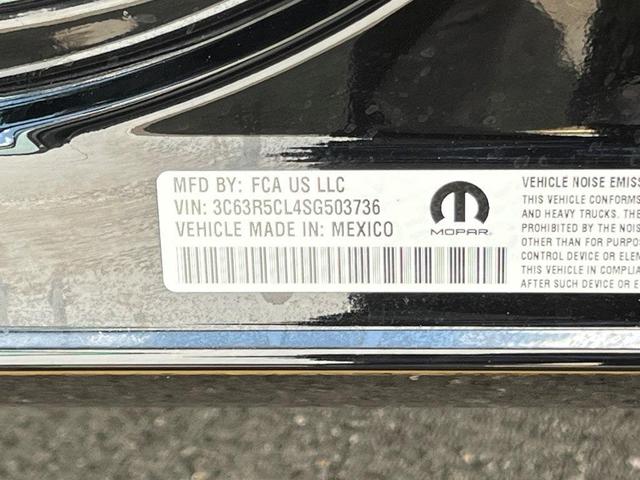 MFD BY: FCA US LLC
VIN: 3C63R5CL4SG503736
VEHICLE MADE IN: MEXICO
MOPAR
VEHICLE NOISE EMISS
THIS VEHICLE CONFORMS
AND HEAVY TRUCKS. THE
PROHIBITED BY THE NOIS
OTHER THAN FOR PURPOS
CONTROL DEVICE OR ELEM
THIS VEHICLE IN COMPLIA
AFTER SUCH DEVICE OR E